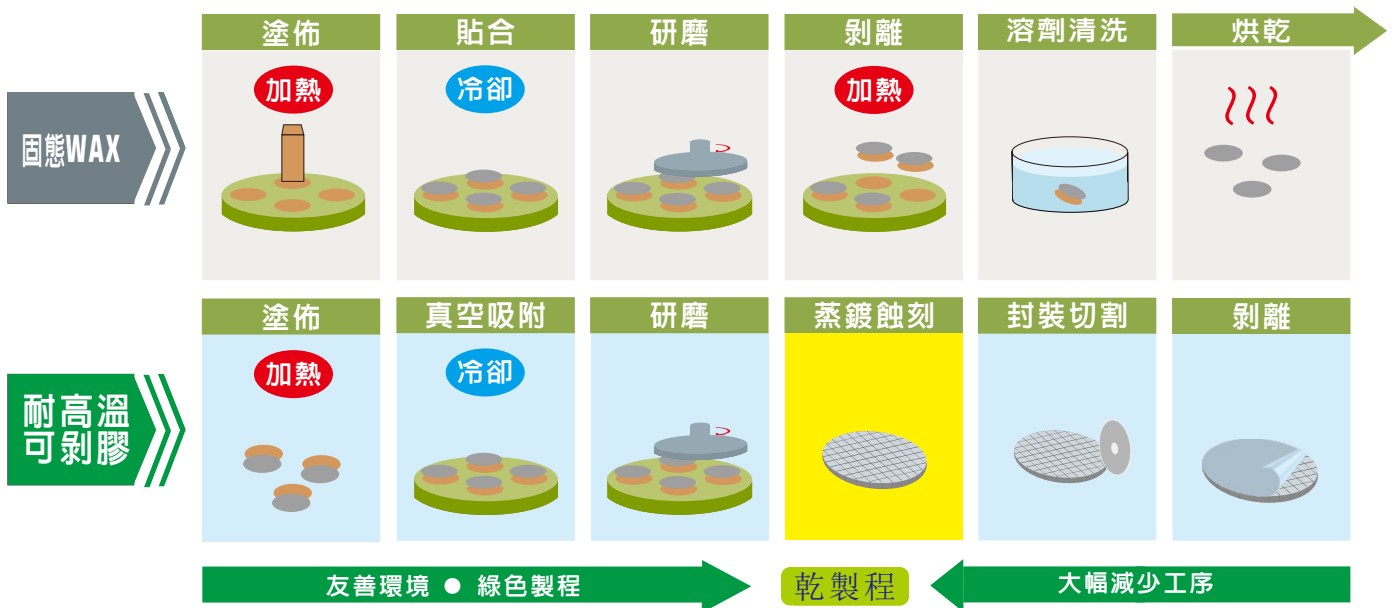 塗佈
貼合
研磨
剝離
溶劑清洗
烘乾
固態WAX
加熱
冷卻
加熱
塗佈
真空吸附
研磨
蒸鍍蝕刻
封裝切割
剝離
耐高溫
可剝膠
加熱
冷卻
友善環境 ● 綠色製程
乾製程
大幅減少工序